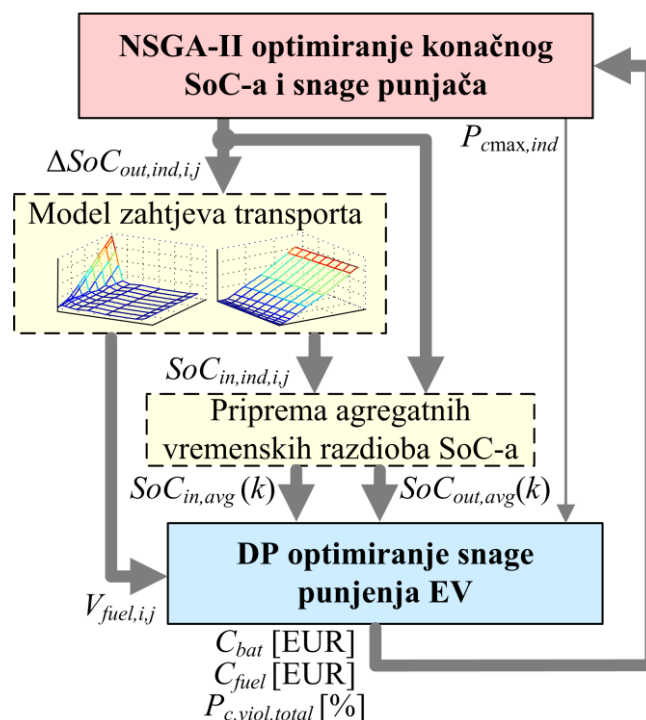 NSGA-II optimiranje konačnog
SoC-a i snage punjača
P_cmax,ind
ΔSoC_out,ind,i,j
Model zahtjeva transporta
SoC_in,ind,i,j
Priprema agregatnih
vremenskih razdioba SoC-a
SoC_in,avg (k) SoC_out,avg(k)
DP optimiranje snage
punjenja EV
V_fuel,i,j
C_bat [EUR]
C_fuel [EUR]
P_c,viol,total [%]